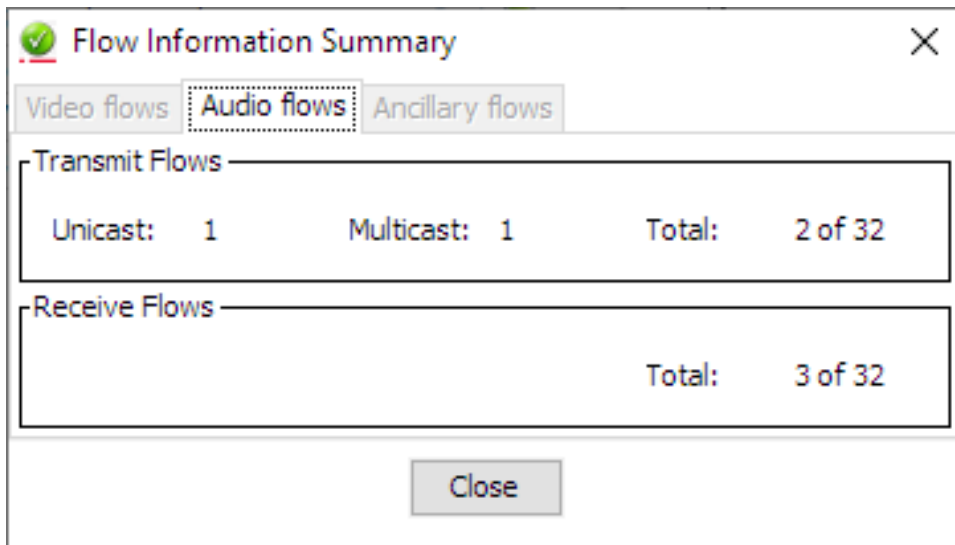 Flow Information Summary
Video flows Audio flows Ancillary flows
Transmit Flows
Unicast: 1 Multicast: 1 Total: 2 of 32
Receive Flows
Total: 3 of 32
Close